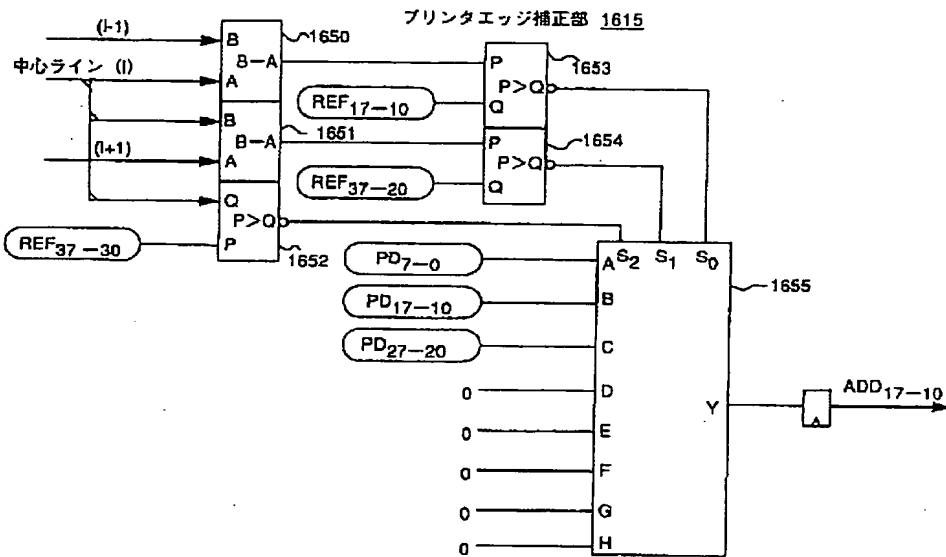 プリンタエッジ補正部 1615
(i-1)
中心ライン (i)
(i+1)
B
B-A
A
1650
B
B-A
A
1651
Q
P>Q
P
1652
REF37-30
REF17-10
REF37-20
P
P>Q
Q
1653
P
P>Q
Q
1654
PD7-0
PD17-10
PD27-20
0
0
0
0
0
A
B
C
D
E
F
G
H
S2 S1 S0
Y
1655
ADD17-10